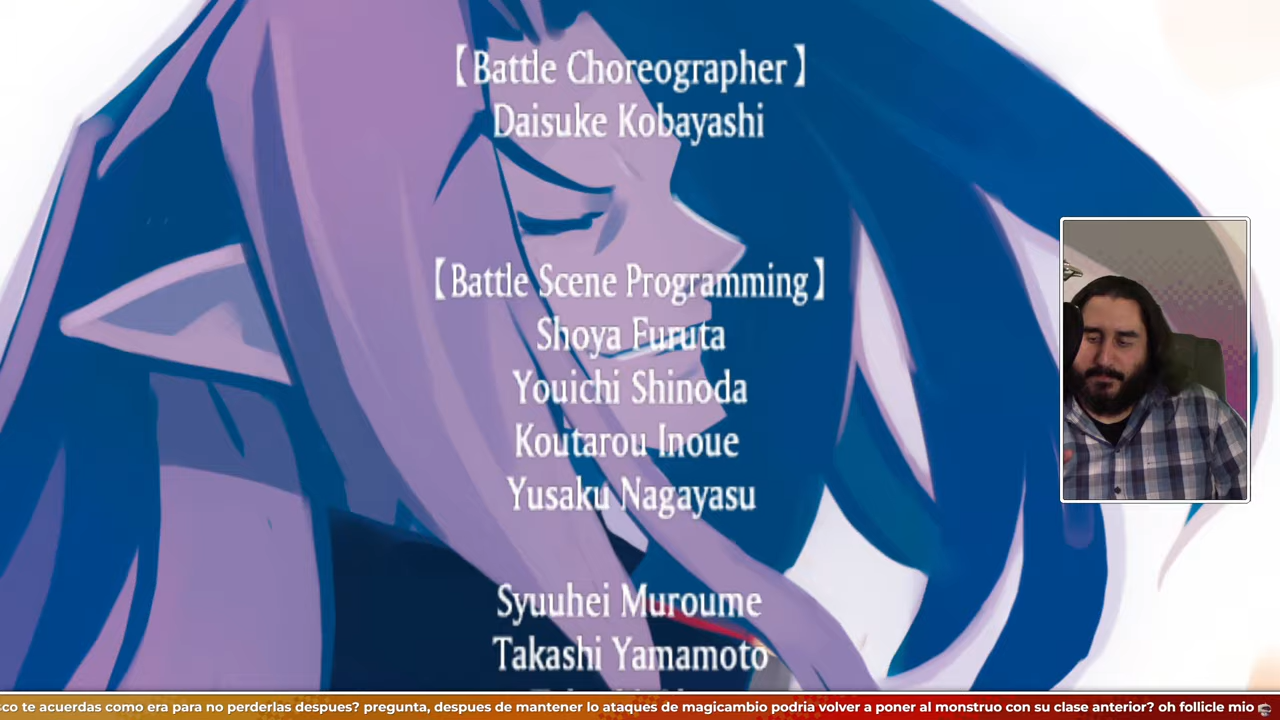 【Battle Choreographer】
Daisuke Kobayashi
【Battle Scene Programming】
Shoya Furuta
Youichi Shinoda
Koutarou Inoue
Yusaku Nagayasu
Syuuhei Muroume
Takashi Yamamoto
sco te acuerdas como era para no perderlas despues? pregunta, despues de mantener lo ataques de magicambio podria volver a poner al monstruo con su clase anterior? oh follicle mio